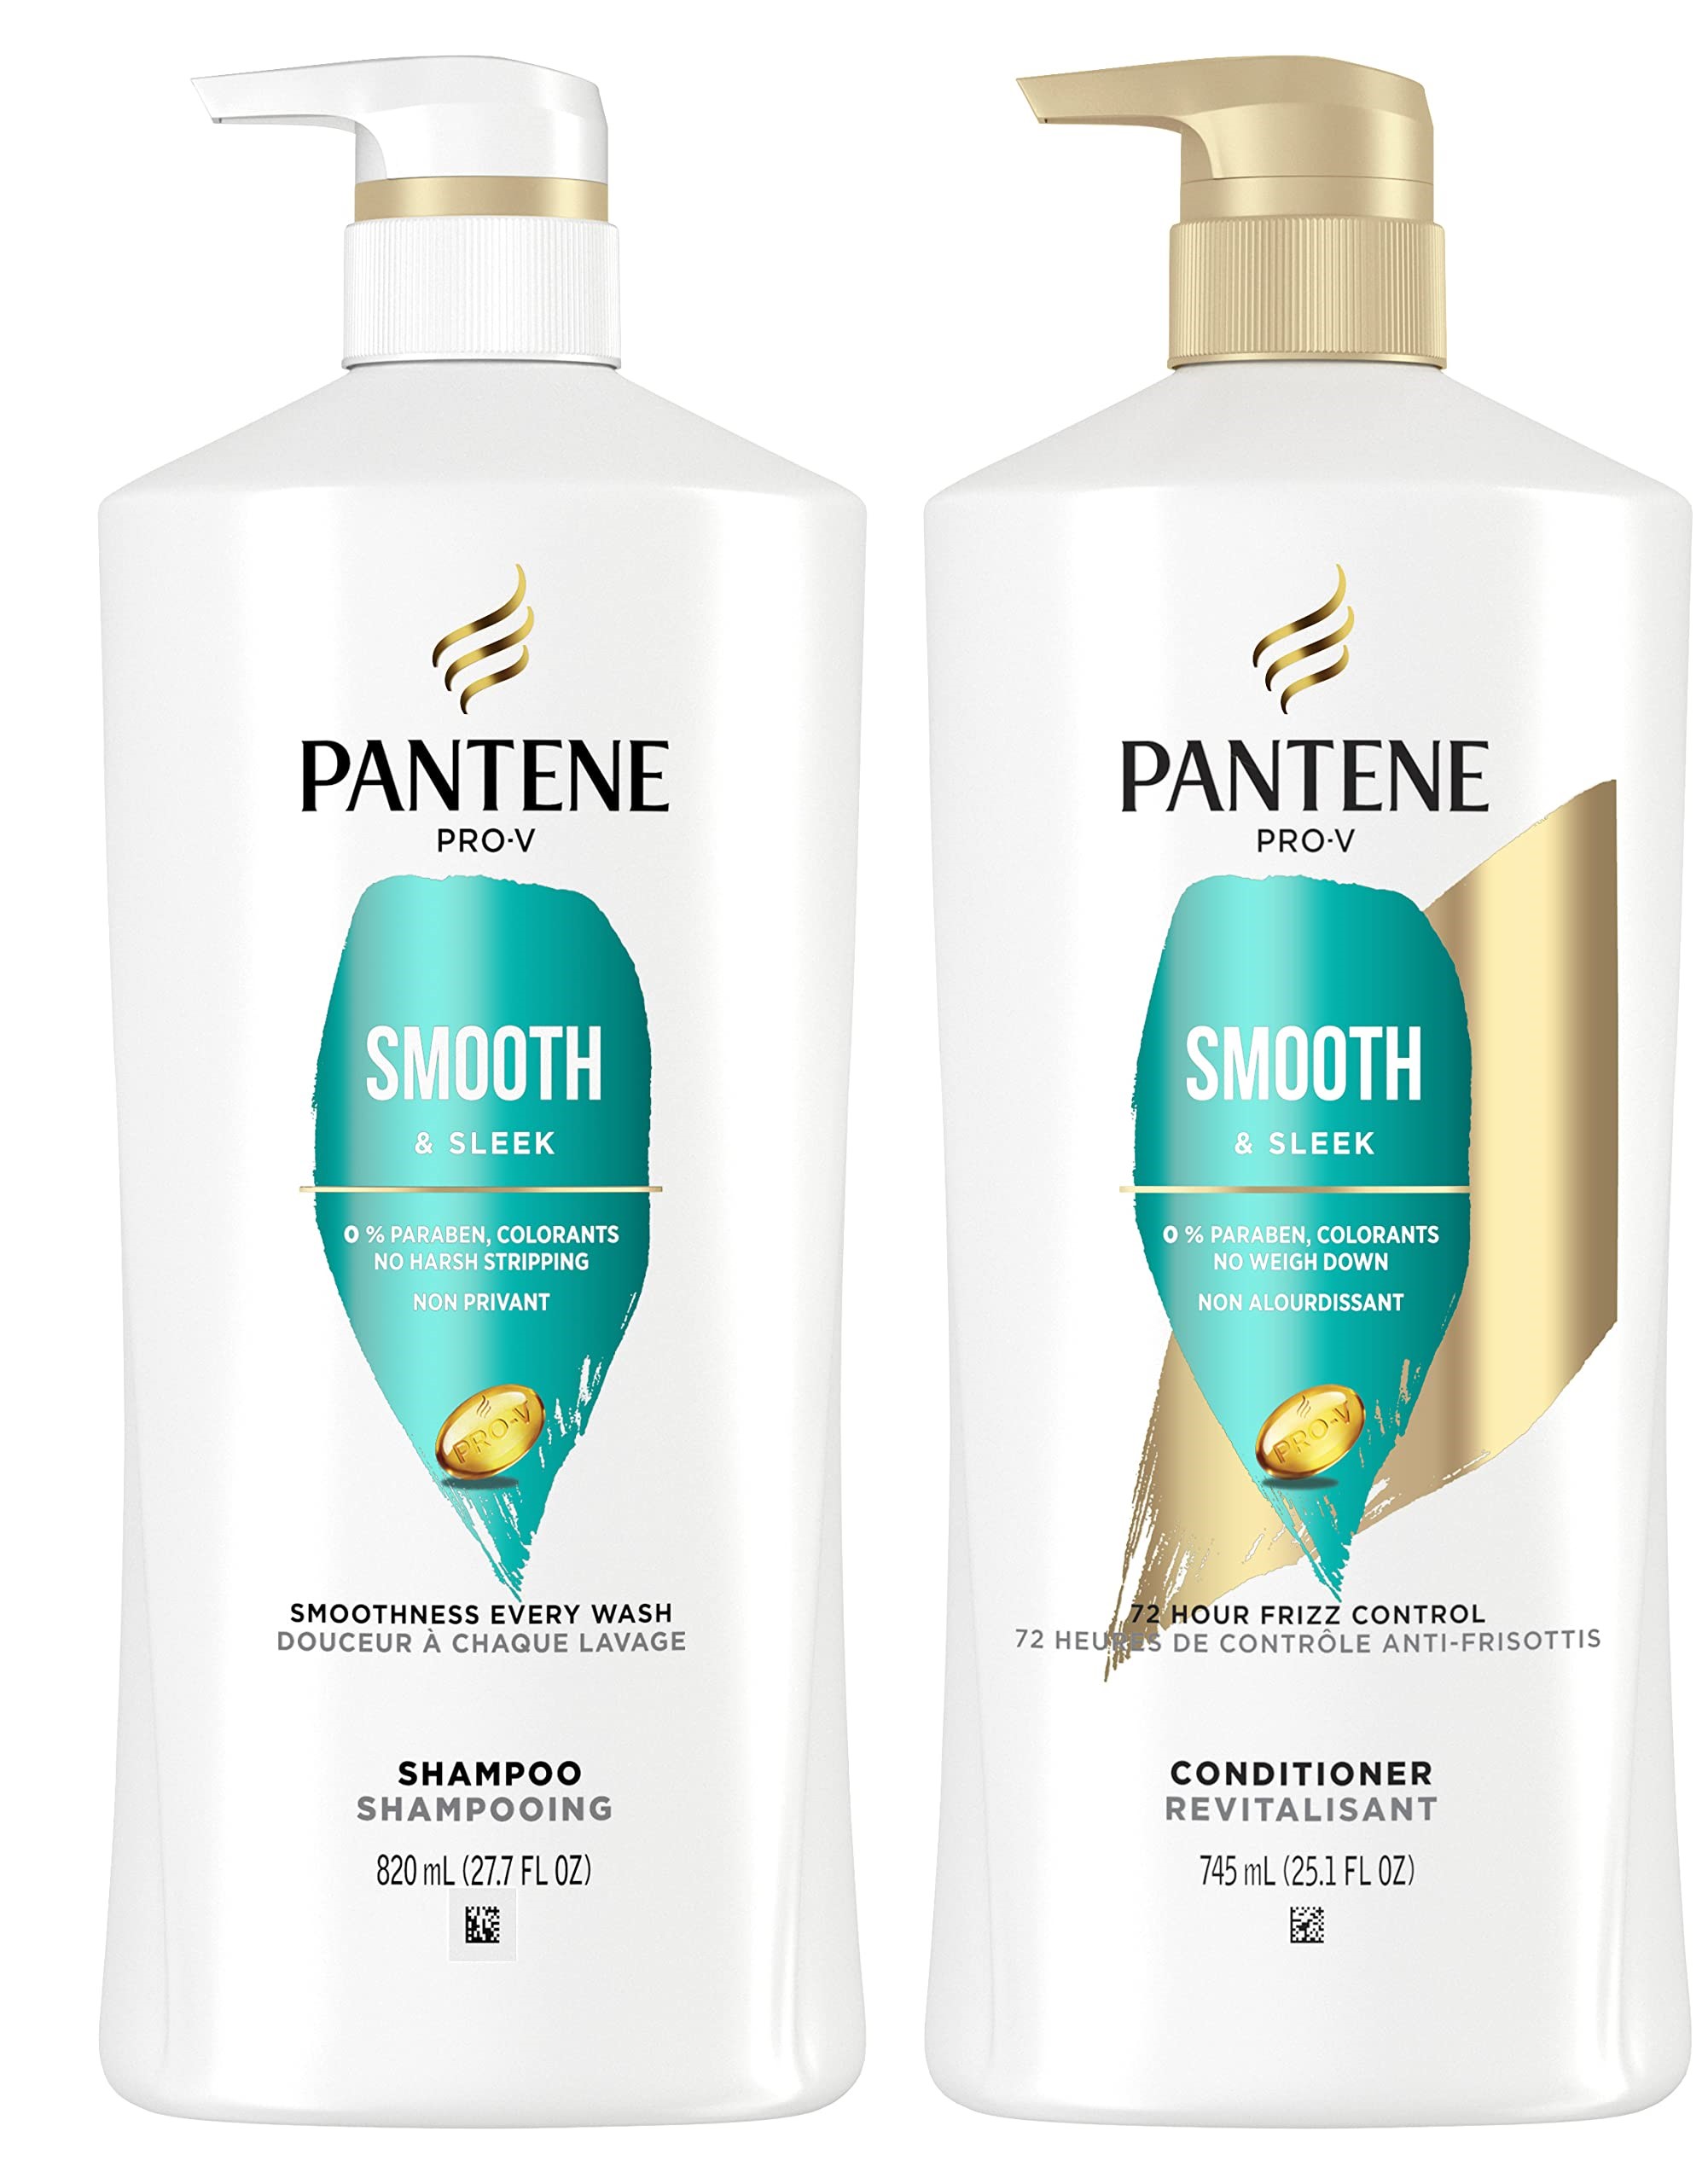 PANTENE
PRO-V
SMOOTH
& SLEEK
0 % PARABEN, COLORANTS
NO HARSH STRIPPING
NON PRIVANT
PRO-V
SMOOTHNESS EVERY WASH
DOUCEUR À CHAQUE LAVAGE
SHAMPOO
SHAMPOOING
820 mL (27.7 FL OZ)
PANTENE
PRO-V
SMOOTH
& SLEEK
0 % PARABEN, COLORANTS
NO WEIGH DOWN
NON ALOURDISSANT
PRO-V
72 HOUR FRIZZ CONTROL
72 HEURES DE CONTRÔLE ANTI-FRISOTTIS
CONDITIONER
REVITALISANT
745 mL (25.1 FL OZ)